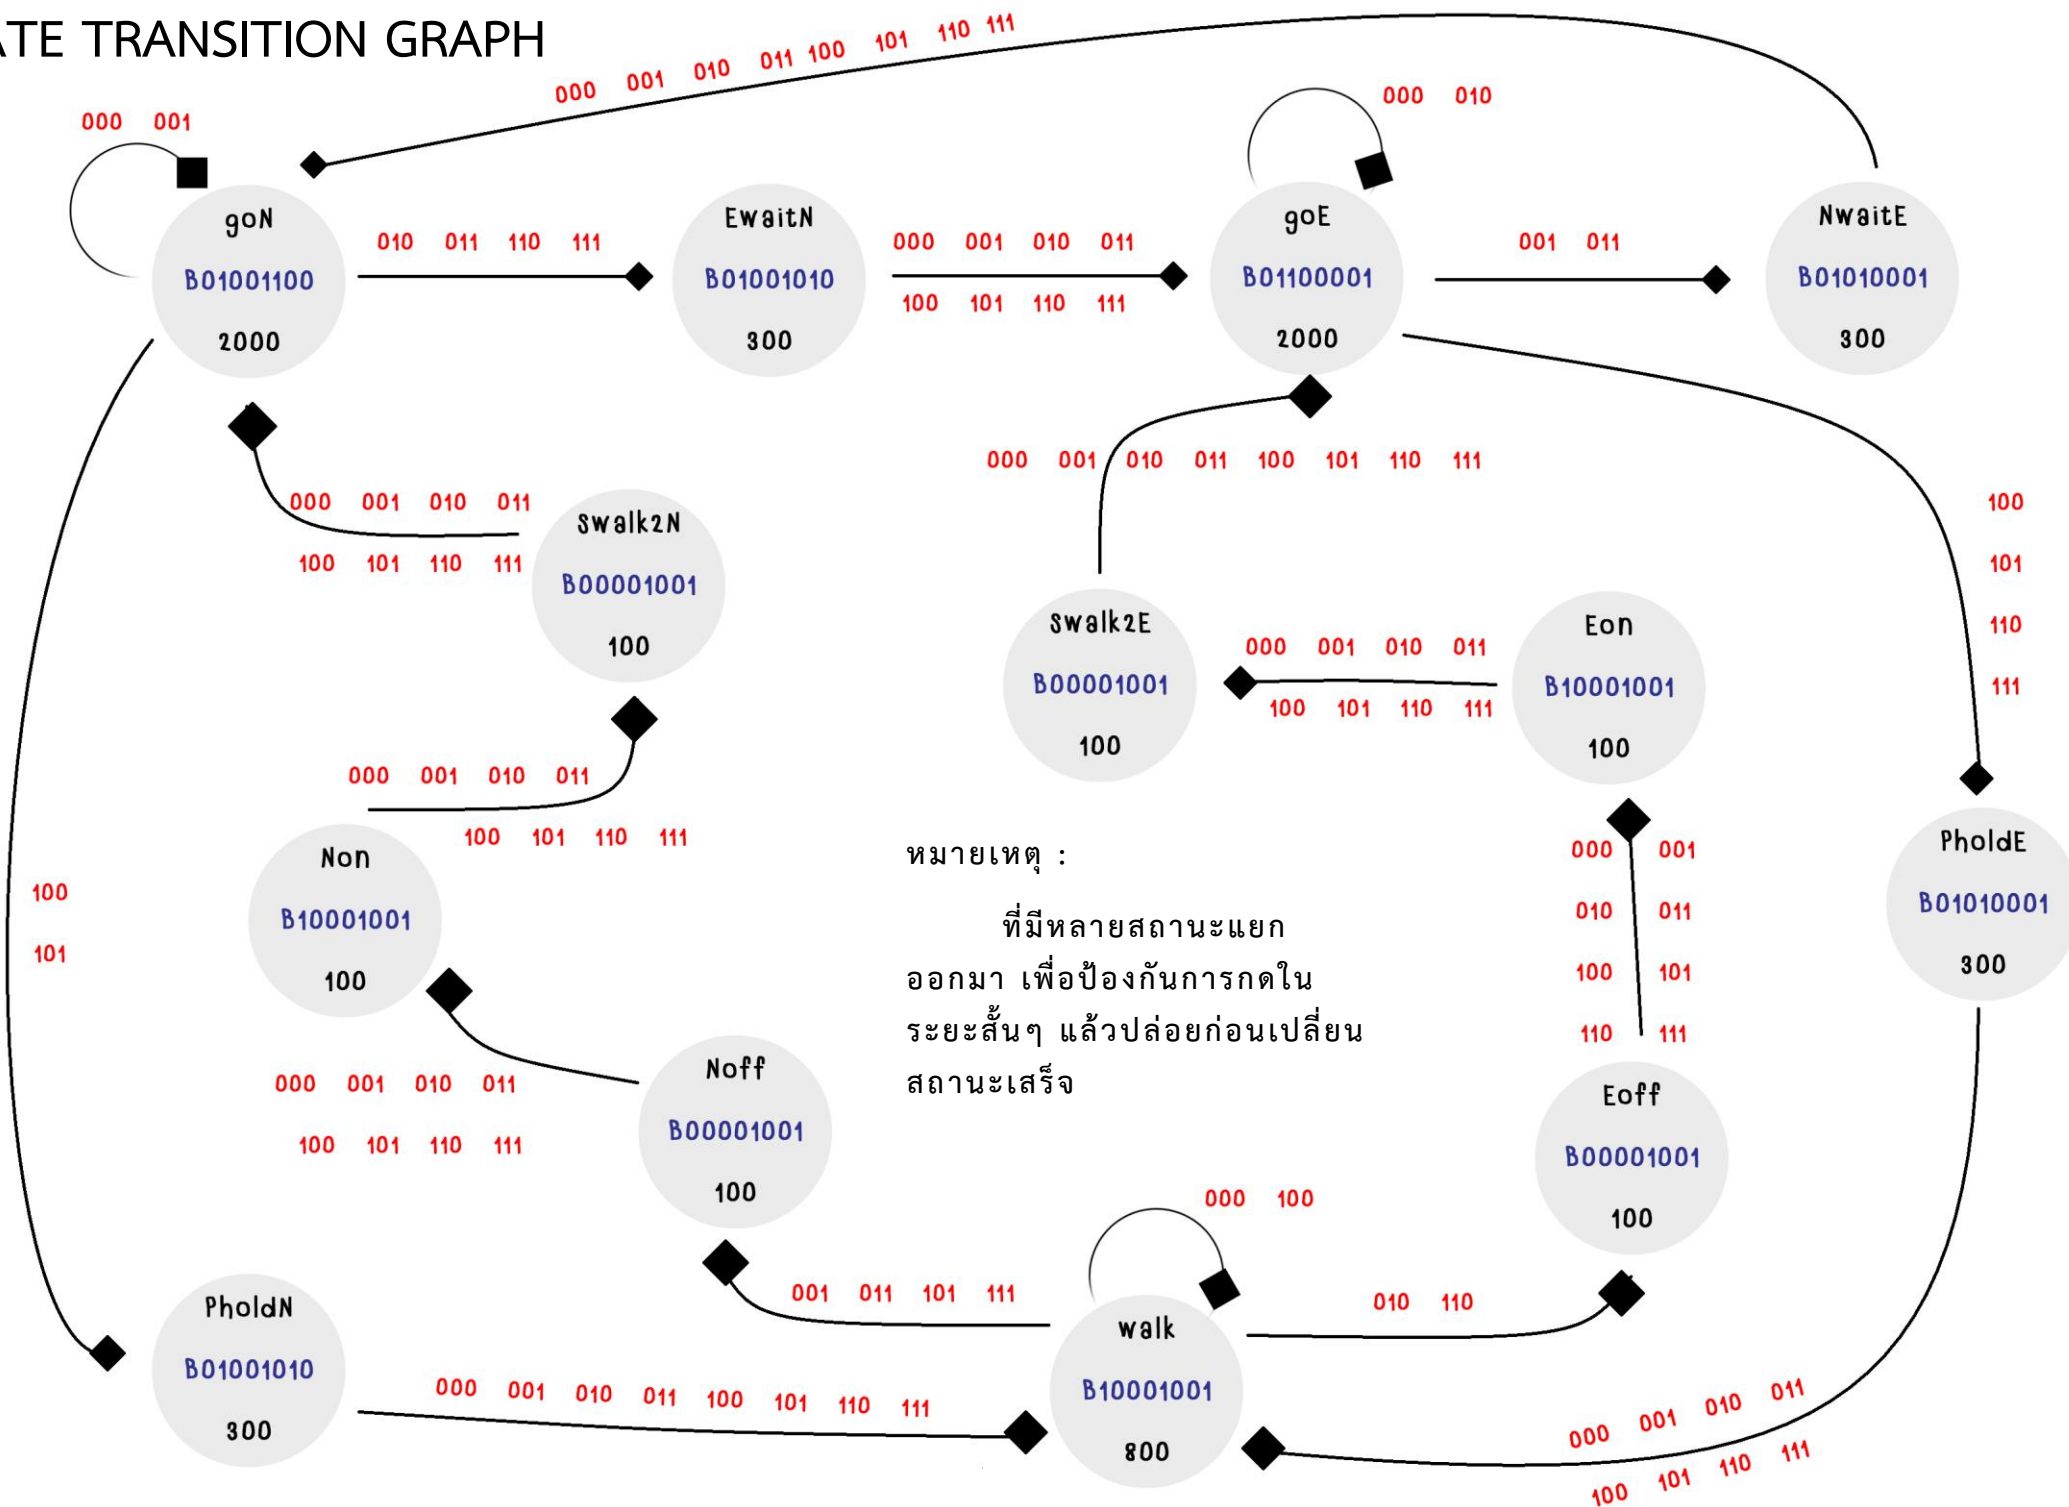 ATE TRANSITION GRAPH
000 001 010 011 100 101 110 111
000 001
000 010
goN
B01001100
2000
010 011 110 111
EwaitN
B01001010
300
000 001 010 011
100 101 110 111
goE
B01100001
2000
001 011
NwaitE
B01010001
300
000 001 010 011 100 101 110 111
000 001 010 011
100 101 110 111
Swalk2N
B00001001
100
100
101
110
111
Swalk2E
B00001001
100
000 001 010 011
100 101 110 111
Eon
B10001001
100
000 001 010 011
100 101 110 111
Non
B10001001
100
100
101
หมายเหตุ :
ที่มีหลายสถานะแยก
ออกมา เพื่อป้องกันการกดใน
ระยะสั้นๆ แล้วปล่อยก่อนเปลี่ยน
สถานะเสร็จ
000 001
010 011
100 101
110 111
PholdE
B01010001
300
000 001 010 011
100 101 110 111
Noff
B00001001
100
Eoff
B00001001
100
000 100
001 011 101 111
010 110
PholdN
B01001010
300
000 001 010 011 100 101 110 111
walk
B10001001
800
000 001 010 011
100 101 110 111